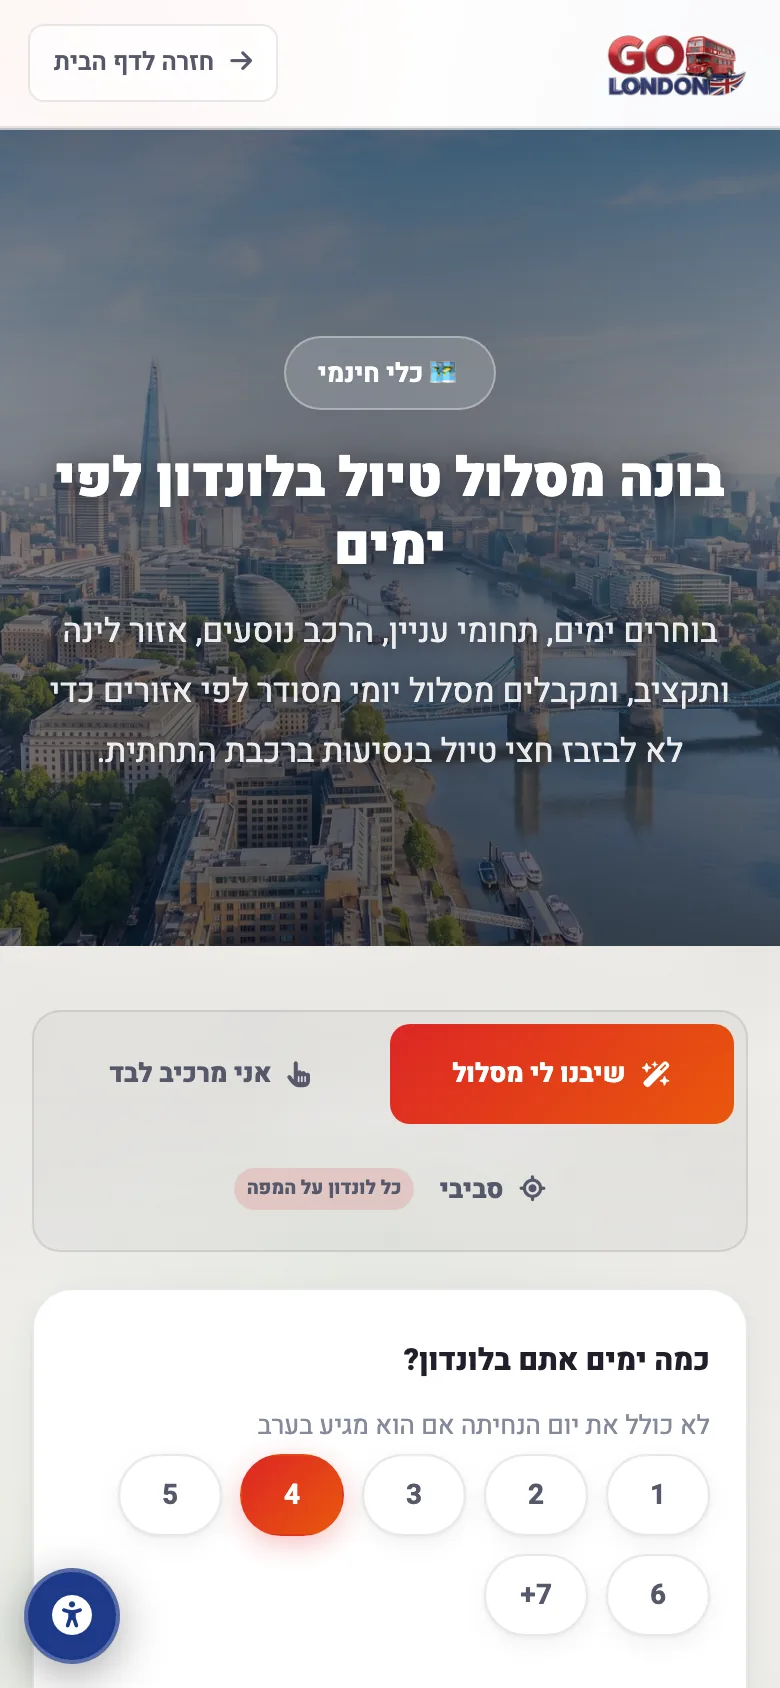 GO
LONDON
חזרה לדף הבית
כלי חינמי
בונה מסלול טיול בלונדון לפי
ימים
בוחרים ימים, תחומי עניין, הרכב נוסעים, אזור לינה
ותקציב, ומקבלים מסלול יומי מסודר לפי אזורים כדי
לא לבזבז חצי טיול בנסיעות ברכבת התחתית.
שיבנו לי מסלול
אני מרכיב לבד
סביבי
כל לונדון על המפה
כמה ימים אתם בלונדון?
לא כולל את יום הנחיתה אם הוא מגיע בערב
1 2 3 4 5
6 7+